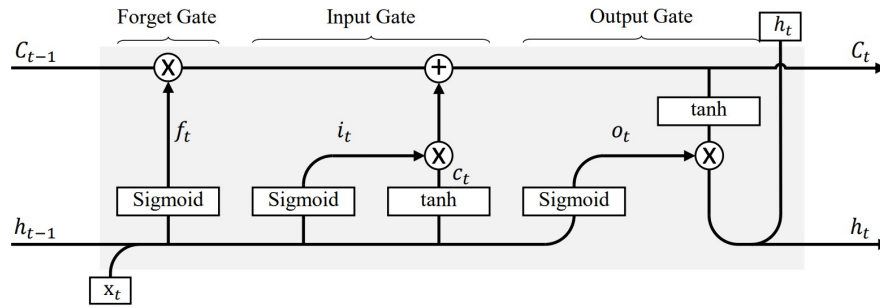 Forget Gate Input Gate Output Gate
h_t
C_{t-1} C_t
tanh
f_t i_t o_t
c_t
Sigmoid Sigmoid tanh Sigmoid
h_{t-1} h_t
x_t